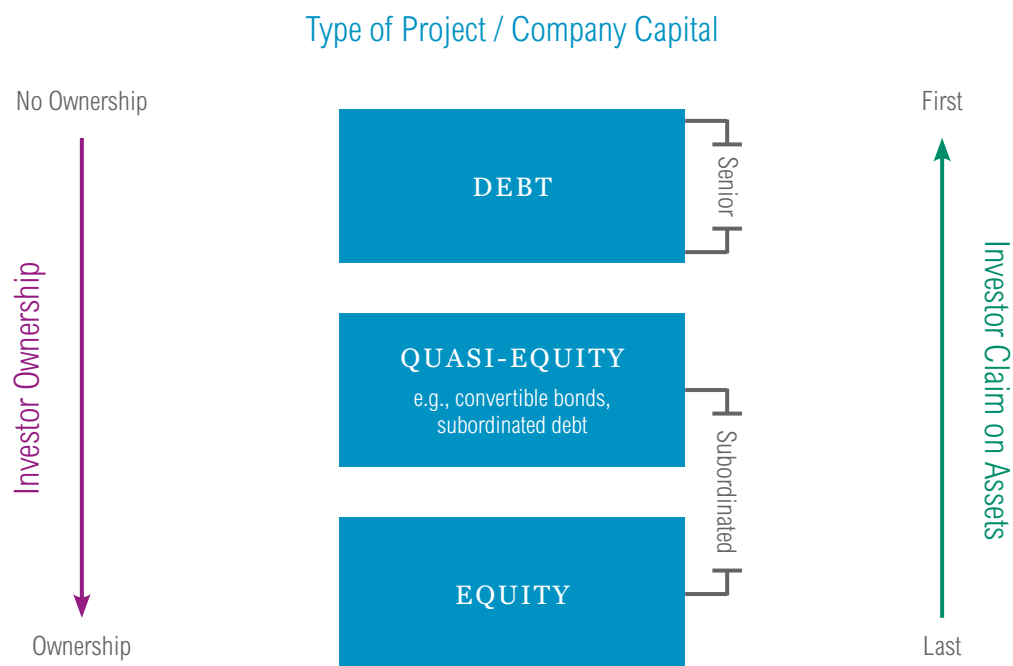 Type of Project / Company Capital
No Ownership
First
DEBT
Senior
Investor Ownership
QUASI-EQUITY
e.g., convertible bonds,
subordinated debt
Subordinated
Investor Claim on Assets
EQUITY
Ownership
Last